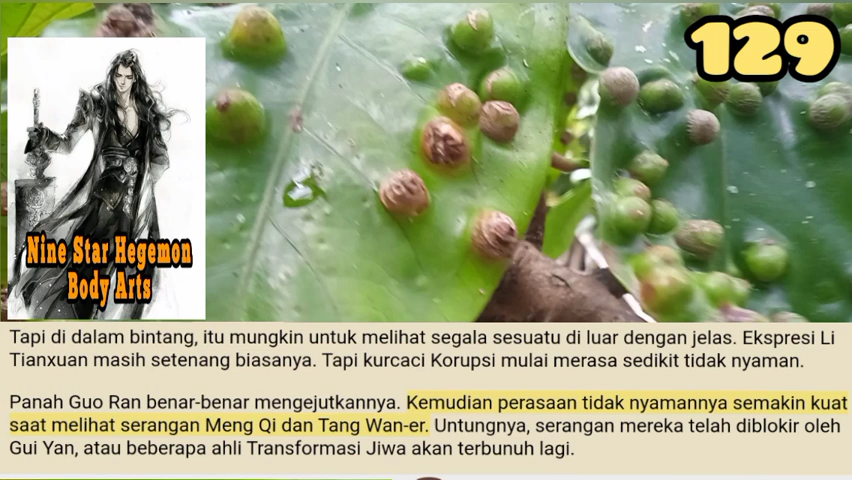 129
Nine Star Hegemon
Body Arts
Tapi di dalam bintang, itu mungkin untuk melihat segala sesuatu di luar dengan jelas. Ekspresi Li
Tianxuan masih setenang biasanya. Tapi kurcaci Korupsi mulai merasa sedikit tidak nyaman.
Panah Guo Ran benar-benar mengejutkannya. Kemudian perasaan tidak nyamannya semakin kuat
saat melihat serangan Meng Qi dan Tang Wan-er. Untungnya, serangan mereka telah diblokir oleh
Gui Yan, atau beberapa ahli Transformasi Jiwa akan terbunuh lagi.